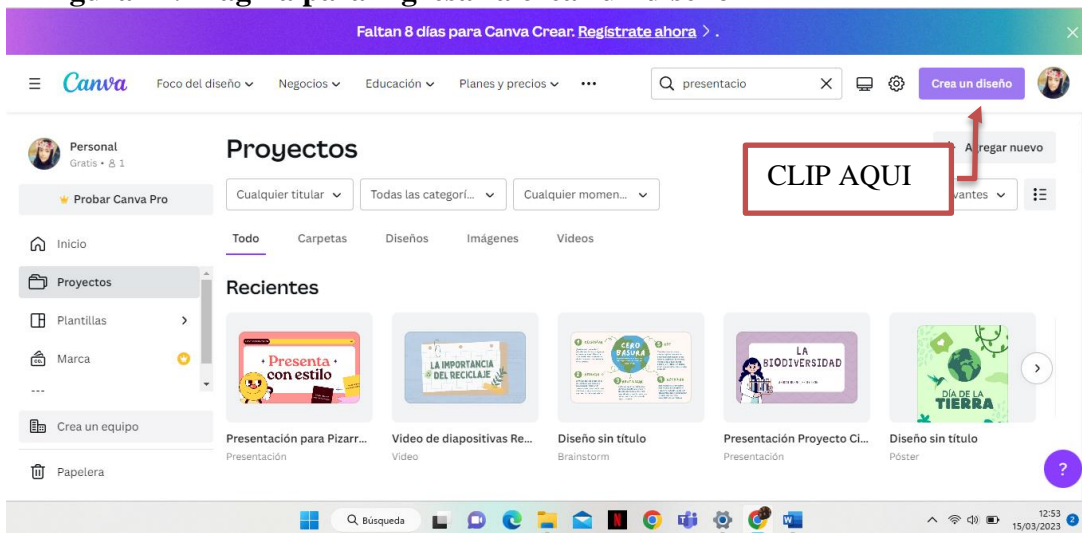 Faltan 8 días para Canva Crear. Regístrate ahora > .
Canva Foco del diseño Negocios Educación Planes y precios ••• presentacio Crea un diseño
Personal
Gratis • 1
Probar Canva Pro
Inicio
Proyectos
Plantillas
Marca
---
Crea un equipo
Papelera
Proyectos
Agregar nuevo
CLIP AQUI
Cualquier titular Todas las categorí... Cualquier momen...
Todo Carpetas Diseños Imágenes Videos
Recientes
Presenta
con estilo
LA IMPORTANCIA
DEL RECICLAJE
CERO
BASURA
LA
BIODIVERSIDAD
DÍA DE LA
TIERRA
Presentación para Pizarr... Video de diapositivas Re... Diseño sin título Presentación Proyecto Ci... Diseño sin título
Presentación Video Brainstorm Presentación Póster
?
Búsqueda
12:53
15/03/2023
2